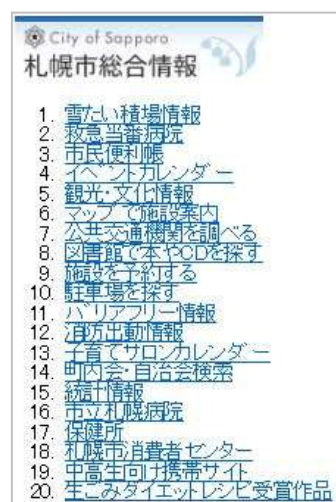 City of Sapporo
札幌市総合情報
1. 雪たい積場情報
2. 救急当番病院
3. 市民便利帳
4. イベントカレンダー
5. 観光・文化情報
6. マップで施設案内
7. 公共交通機関を調べる
8. 図書館で本やCDを探す
9. 施設を予約する
10. 駐車場を探す
11. バリアフリー情報
12. 消防出動情報
13. 子育てサロンカレンダー
14. 町内会・自治会検索
15. 統計情報
16. 市立札幌病院
17. 保健所
18. 札幌市消費者センター
19. 中高生向け携帯サイト
20. 生ごみダイエットレシピ受賞作品